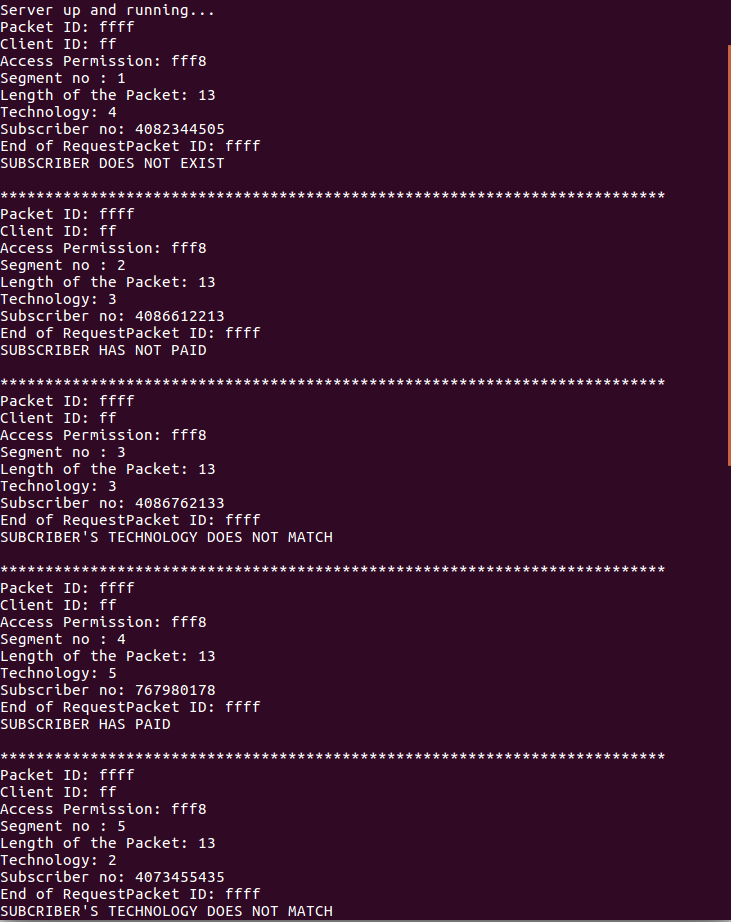 Server up and running...
Packet ID: ffff
Client ID: ff
Access Permission: fff8
Segment no : 1
Length of the Packet: 13
Technology: 4
Subscriber no: 4082344505
End of RequestPacket ID: ffff
SUBSCRIBER DOES NOT EXIST
**************************************************************************
Packet ID: ffff
Client ID: ff
Access Permission: fff8
Segment no : 2
Length of the Packet: 13
Technology: 3
Subscriber no: 4086612213
End of RequestPacket ID: ffff
SUBSCRIBER HAS NOT PAID
**************************************************************************
Packet ID: ffff
Client ID: ff
Access Permission: fff8
Segment no : 3
Length of the Packet: 13
Technology: 3
Subscriber no: 4086762133
End of RequestPacket ID: ffff
SUBCRIBER'S TECHNOLOGY DOES NOT MATCH
**************************************************************************
Packet ID: ffff
Client ID: ff
Access Permission: fff8
Segment no : 4
Length of the Packet: 13
Technology: 5
Subscriber no: 767980178
End of RequestPacket ID: ffff
SUBSCRIBER HAS PAID
**************************************************************************
Packet ID: ffff
Client ID: ff
Access Permission: fff8
Segment no : 5
Length of the Packet: 13
Technology: 2
Subscriber no: 4073455435
End of RequestPacket ID: ffff
SUBCRIBER'S TECHNOLOGY DOES NOT MATCH